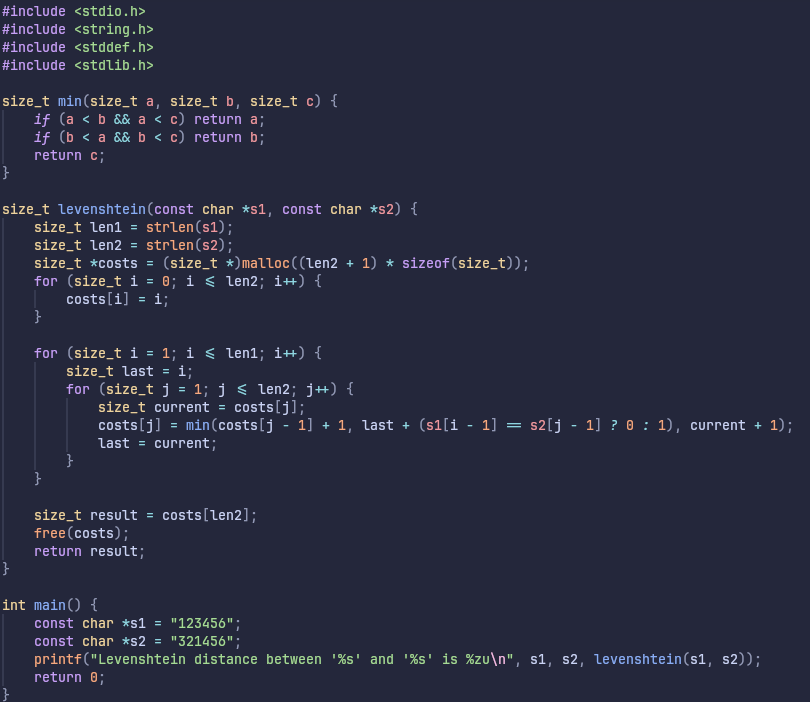 #include <stdio.h>
#include <string.h>
#include <stddef.h>
#include <stdlib.h>

size_t min(size_t a, size_t b, size_t c) {
    if (a < b && a < c) return a;
    if (b < a && b < c) return b;
    return c;
}

size_t levenshtein(const char *s1, const char *s2) {
    size_t len1 = strlen(s1);
    size_t len2 = strlen(s2);
    size_t *costs = (size_t *)malloc((len2 + 1) * sizeof(size_t));
    for (size_t i = 0; i <= len2; i++) {
        costs[i] = i;
    }

    for (size_t i = 1; i <= len1; i++) {
        size_t last = i;
        for (size_t j = 1; j <= len2; j++) {
            size_t current = costs[j];
            costs[j] = min(costs[j - 1] + 1, last + (s1[i - 1] == s2[j - 1] ? 0 : 1), current + 1);
            last = current;
        }
    }

    size_t result = costs[len2];
    free(costs);
    return result;
}

int main() {
    const char *s1 = "123456";
    const char *s2 = "321456";
    printf("Levenshtein distance between '%s' and '%s' is %zu\n", s1, s2, levenshtein(s1, s2));
    return 0;
}